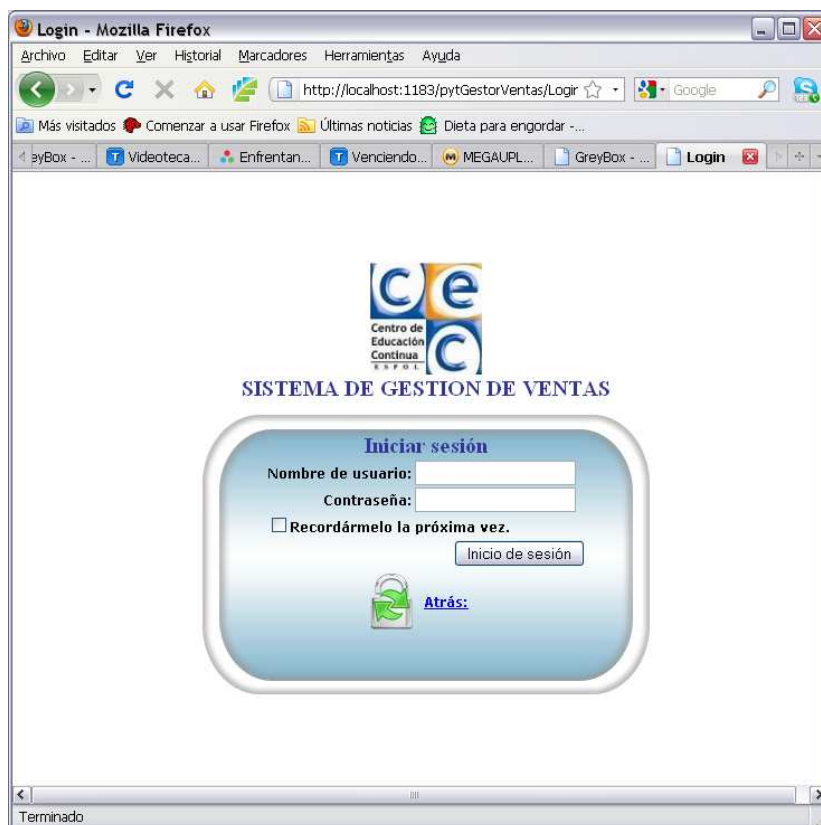 Login - Mozilla Firefox
Archivo Editar Ver Historial Marcadores Herramientas Ayuda
http://localhost:1183/pytGestorVentas/Logir
Google
Más visitados Comenzar a usar Firefox Últimas noticias Dieta para engordar -...
eyBox - ... Videoteca... Enfrentan... Venciendo... MEGAUPL... GreyBox - ... Login
cec
Centro de
Educación
Continua
ESPOL
SISTEMA DE GESTION DE VENTAS
Iniciar sesión
Nombre de usuario:
Contraseña:
Recordármelo la próxima vez.
Inicio de sesión
Atrás:
Terminado